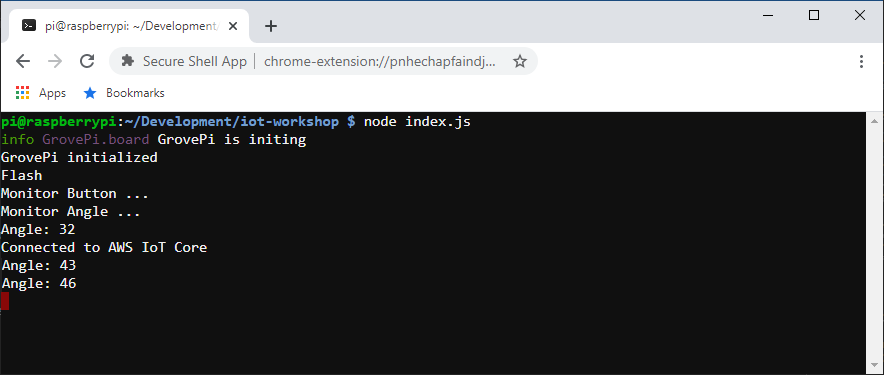 pi@raspberrypi: ~/Development/
Secure Shell App | chrome-extension://pnhechapfaindj...
Apps Bookmarks
pi@raspberrypi:~/Development/iot-workshop $ node index.js
info GrovePi.board GrovePi is initing
GrovePi initialized
Flash
Monitor Button ...
Monitor Angle ...
Angle: 32
Connected to AWS IoT Core
Angle: 43
Angle: 46